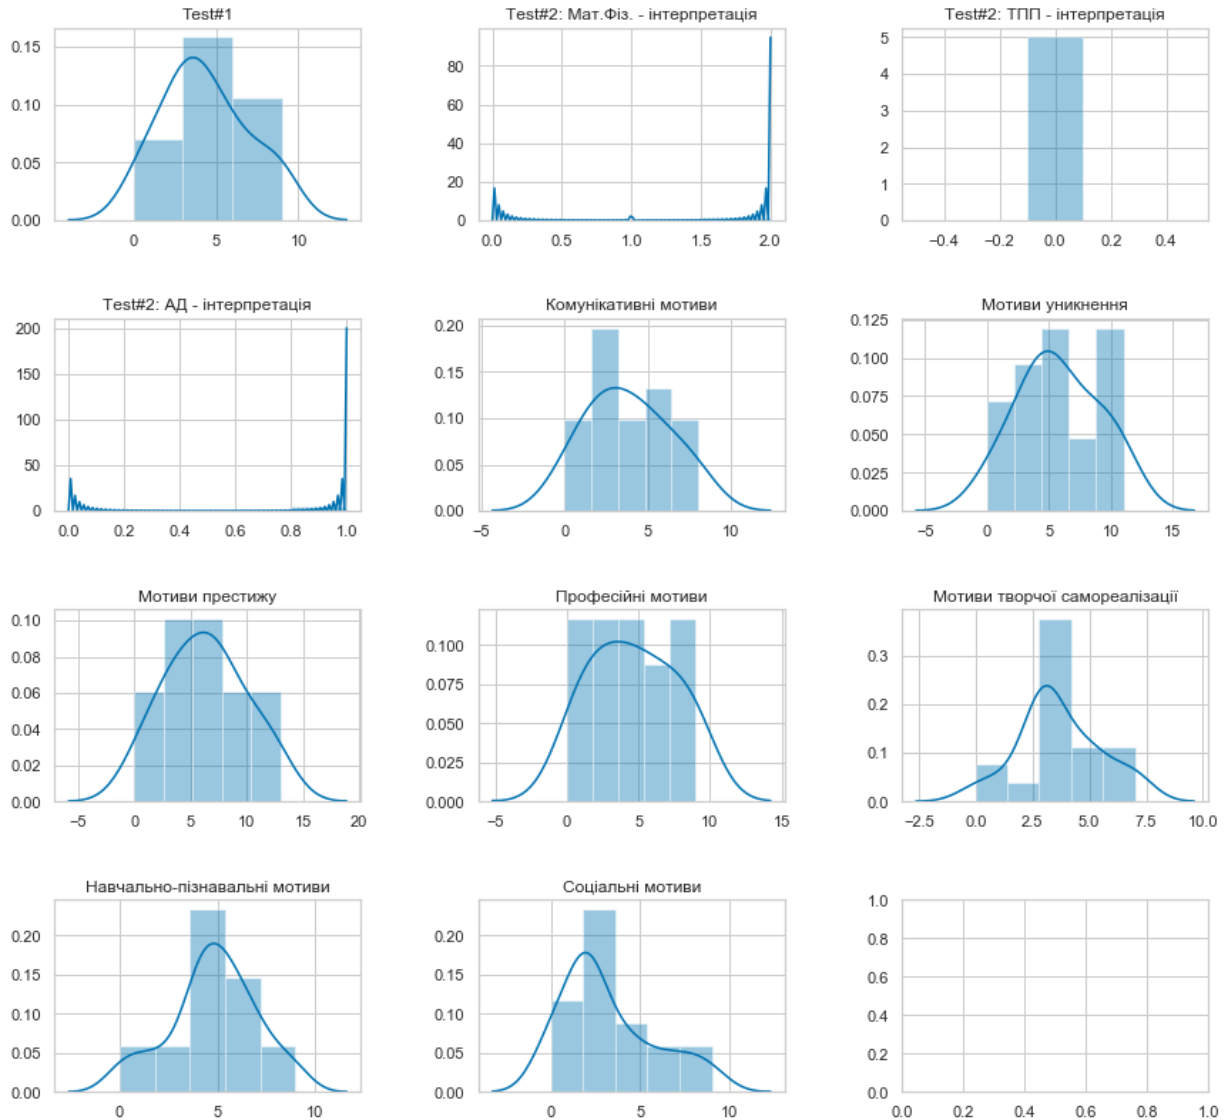 Test#1
0.15
0.10
0.05
0.00
0 5 10
Test#2: Мат.Фіз. - інтерпретація
80
60
40
20
0
0.0 0.5 1.0 1.5 2.0
Test#2: ТПП - інтерпретація
5
4
3
2
1
0
−0.4 −0.2 0.0 0.2 0.4
Test#2: АД - інтерпретація
200
150
100
50
0
0.0 0.2 0.4 0.6 0.8 1.0
Комунікативні мотиви
0.20
0.15
0.10
0.05
0.00
−5 0 5 10
Мотиви уникнення
0.125
0.100
0.075
0.050
0.025
0.000
−5 0 5 10 15
Мотиви престижу
0.10
0.08
0.06
0.04
0.02
0.00
−5 0 5 10 15 20
Професійні мотиви
0.100
0.075
0.050
0.025
0.000
−5 0 5 10 15
Мотиви творчої самореалізації
0.3
0.2
0.1
0.0
−2.5 0.0 2.5 5.0 7.5 10.0
Навчально-пізнавальні мотиви
0.20
0.15
0.10
0.05
0.00
0 5 10
Соціальні мотиви
0.20
0.15
0.10
0.05
0.00
0 5 10
1.0
0.8
0.6
0.4
0.2
0.0
0.0 0.2 0.4 0.6 0.8 1.0